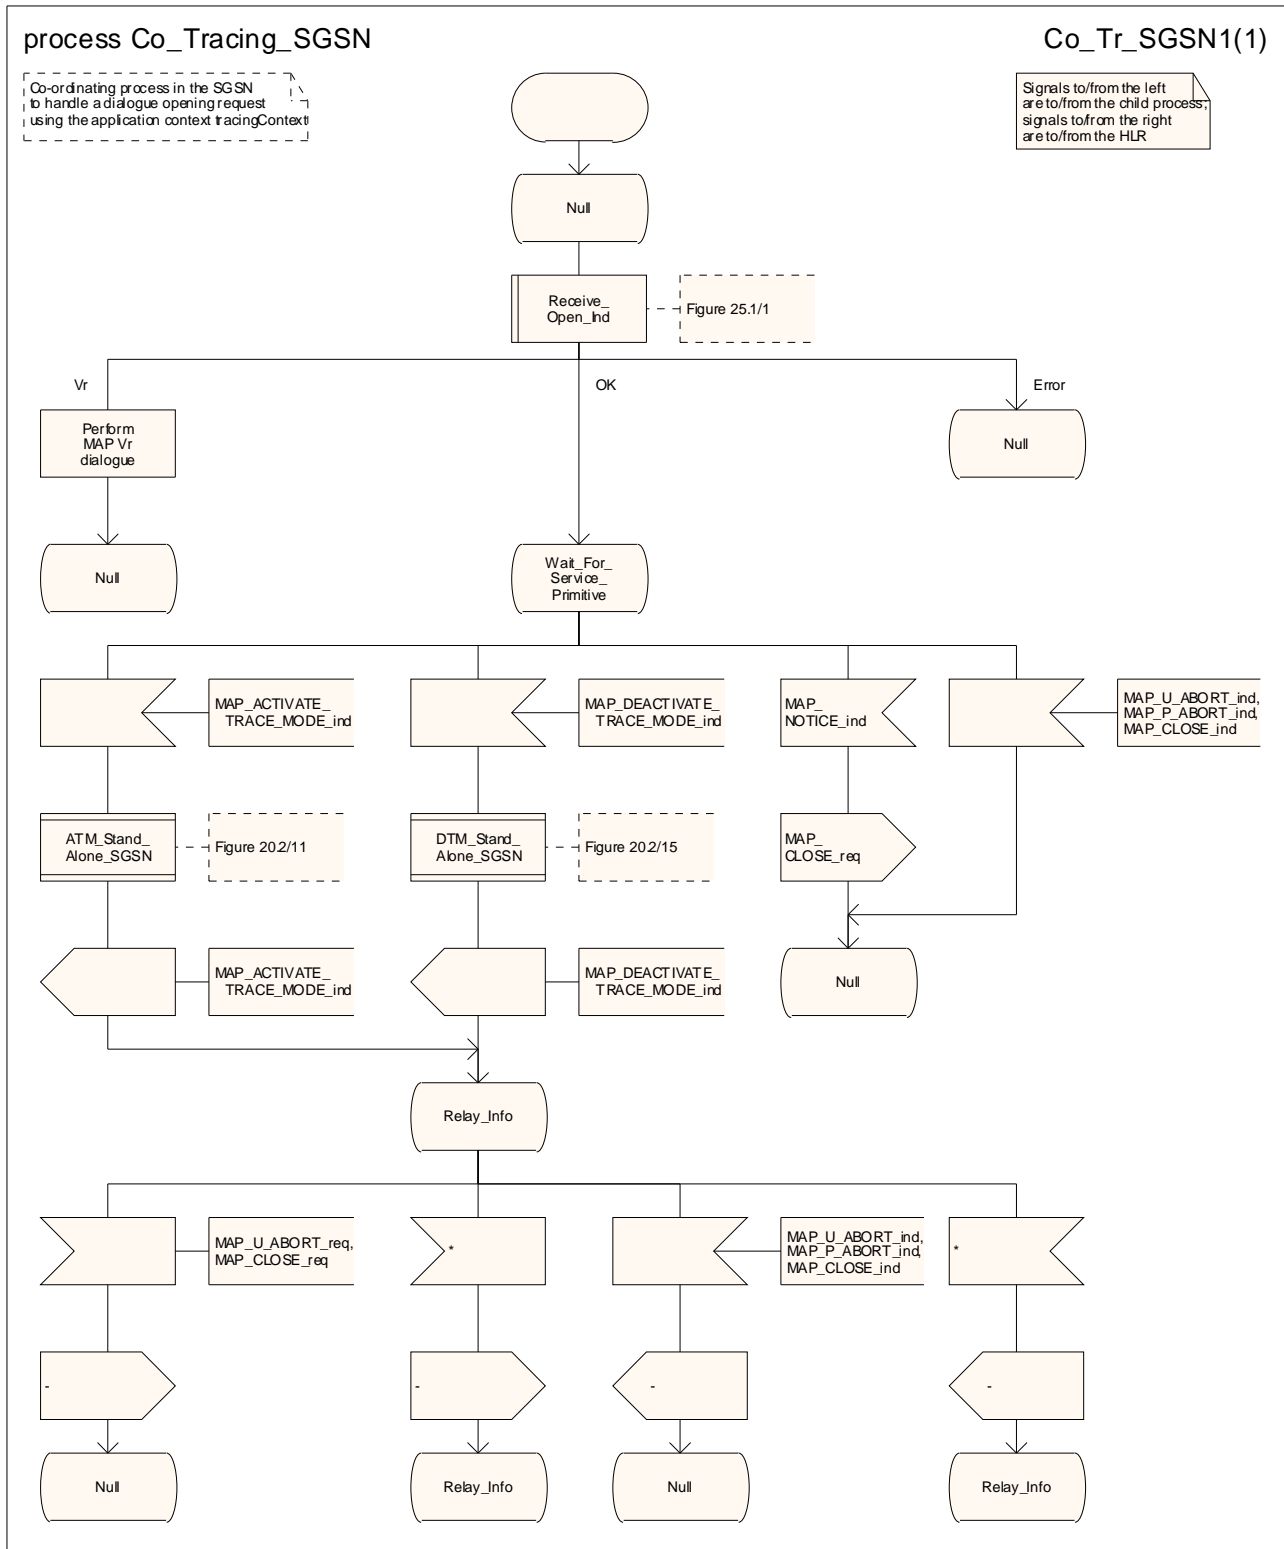 process Co_Tracing_SGSN
Co_Tr_SGSN1(1)
Co-ordinating process in the SGSN
to handle a dialogue opening request
using the application context tracingContext
Signals to/from the left
are to/from the child process;
signals to/from the right
are to/from the HLR
Null
Receive_
Open_Ind
Figure 25.1/1
Vr
OK
Error
Perform
MAP Vr
dialogue
Null
Null
Wait_For_
Service_
Primitive
MAP_ACTIVATE_
TRACE_MODE_ind
MAP_DEACTIVATE_
TRACE_MODE_ind
MAP_
NOTICE_ind
MAP_U_ABORT_ind,
MAP_P_ABORT_ind,
MAP_CLOSE_ind
ATM_Stand_
Alone_SGSN
Figure 20.2/11
DTM_Stand_
Alone_SGSN
Figure 20.2/15
MAP_
CLOSE_req
MAP_ACTIVATE_
TRACE_MODE_ind
MAP_DEACTIVATE_
TRACE_MODE_ind
Null
Relay_Info
MAP_U_ABORT_req,
MAP_CLOSE_req
*
MAP_U_ABORT_ind,
MAP_P_ABORT_ind,
MAP_CLOSE_ind
*
-
-
-
-
Null
Relay_Info
Null
Relay_Info